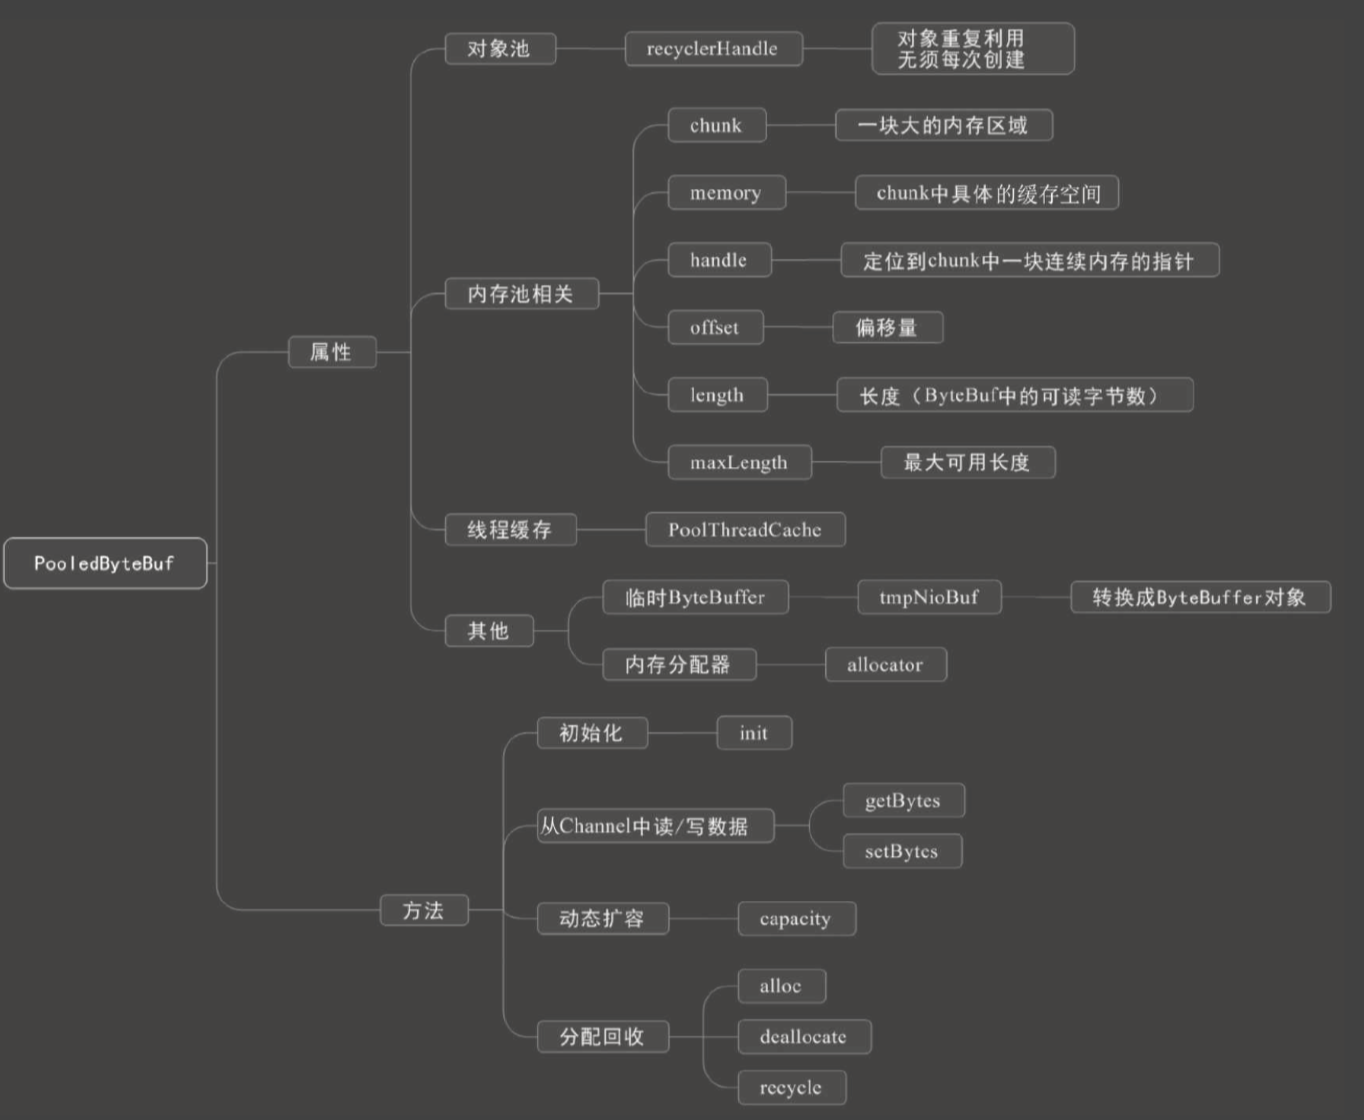 对象池
recyclerHandle
对象重复利用
无须每次创建
chunk
一块大的内存区域
memory
chunk中具体的缓存空间
handle
定位到chunk中一块连续内存的指针
内存池相关
offset
偏移量
属性
length
长度（ByteBuf中的可读字节数）
maxLength
最大可用长度
线程缓存
PoolThreadCache
PooledByteBuf
临时ByteBuffer
tmpNioBuf
转换成ByteBuffer对象
其他
内存分配器
allocator
初始化
init
getBytes
从Channel中读/写数据
setBytes
方法
动态扩容
capacity
alloc
分配回收
deallocate
recycle